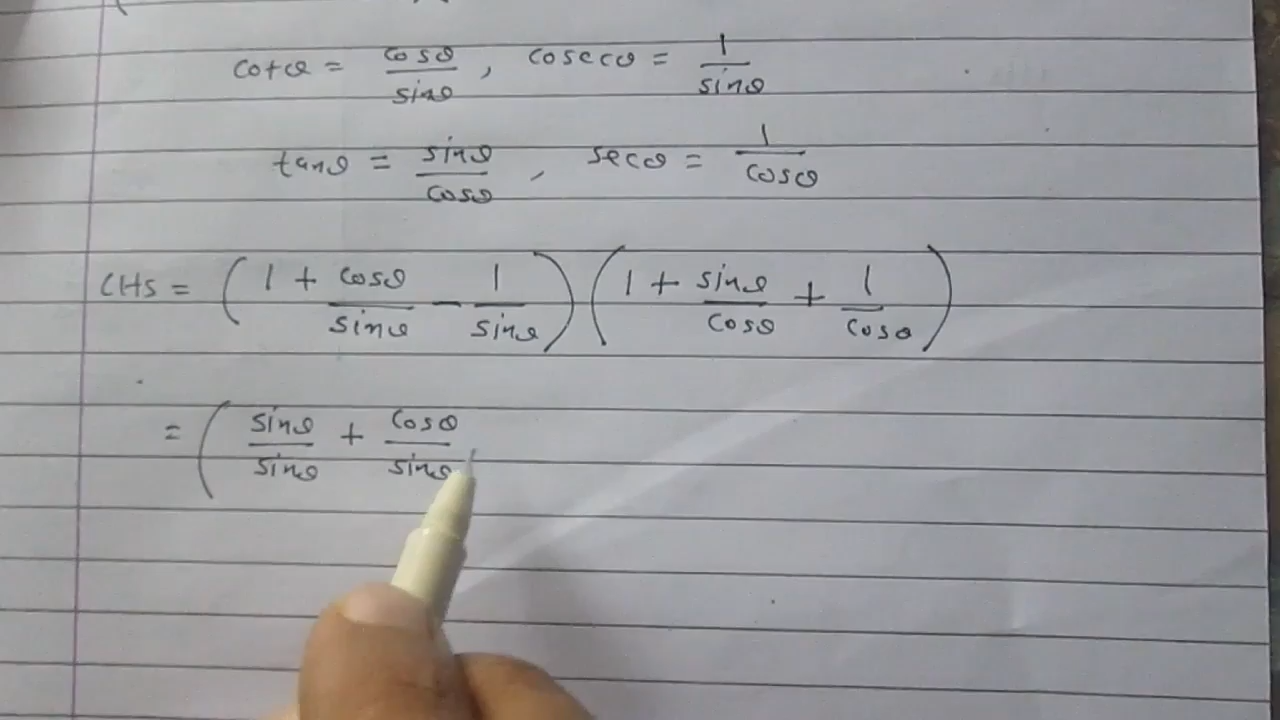 cotθ = cosθ/sinθ , cosecθ = 1/sinθ
tanθ = sinθ/cosθ , secθ = 1/cosθ
LHS = (1 + cosθ/sinθ - 1/sinθ) (1 + sinθ/cosθ + 1/cosθ)
= (sinθ/sinθ + cosθ/sinθ